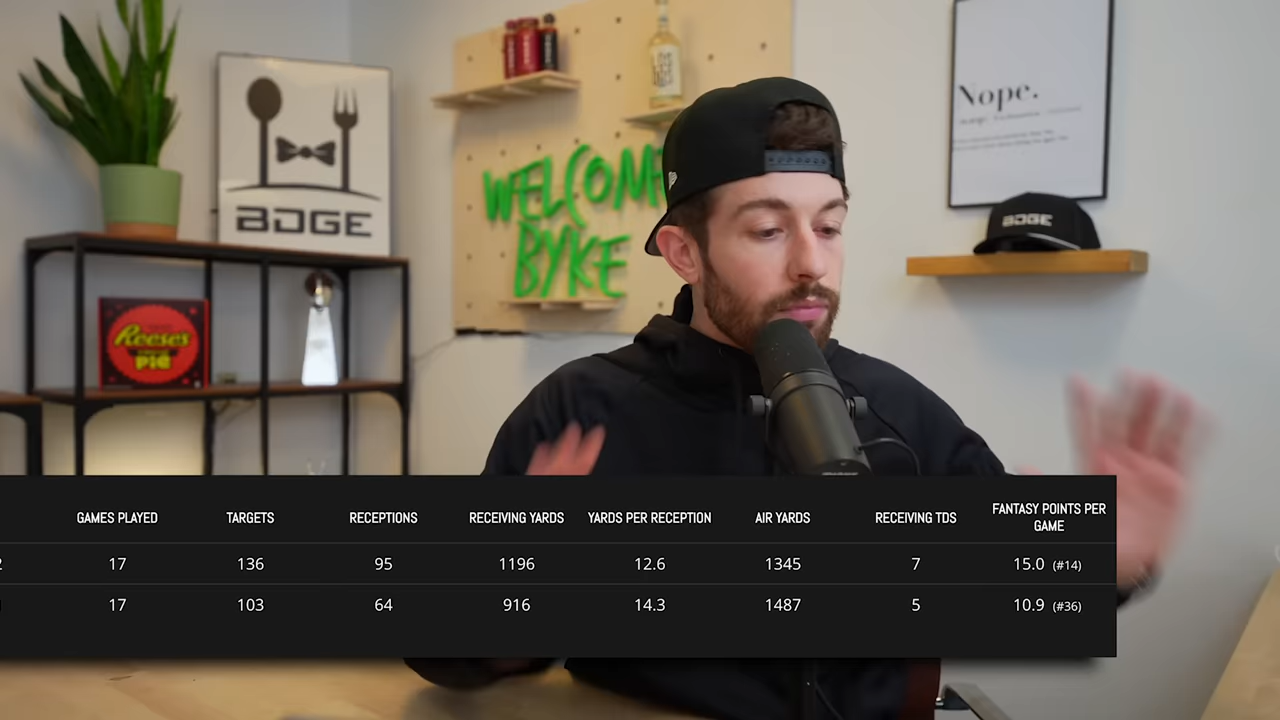 BDGE
WELCOME
BYKE
Reese's
PIE
Nope.
BDGE
GAMES PLAYED TARGETS RECEPTIONS RECEIVING YARDS YARDS PER RECEPTION AIR YARDS RECEIVING TDS FANTASY POINTS PER GAME
17 136 95 1196 12.6 1345 7 15.0 (#14)
17 103 64 916 14.3 1487 5 10.9 (#36)